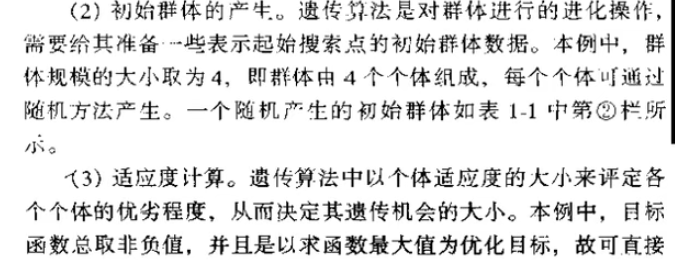 (2) 初始群体的产生。遗传算法是对群体进行的进化操作,
需要给其准备一些表示起始搜索点的初始群体数据。本例中,群
体规模的大小取为4,即群体由4个个体组成,每个个体可通过
随机方法产生。一个随机产生的初始群体如表1-1中第②栏所
示。
(3) 适应度计算。遗传算法中以个体适应度的大小来评定各
个个体的优劣程度,从而决定其遗传机会的大小。本例中,目标
函数总取非负值,并且是以求函数最大值为优化目标,故可直接